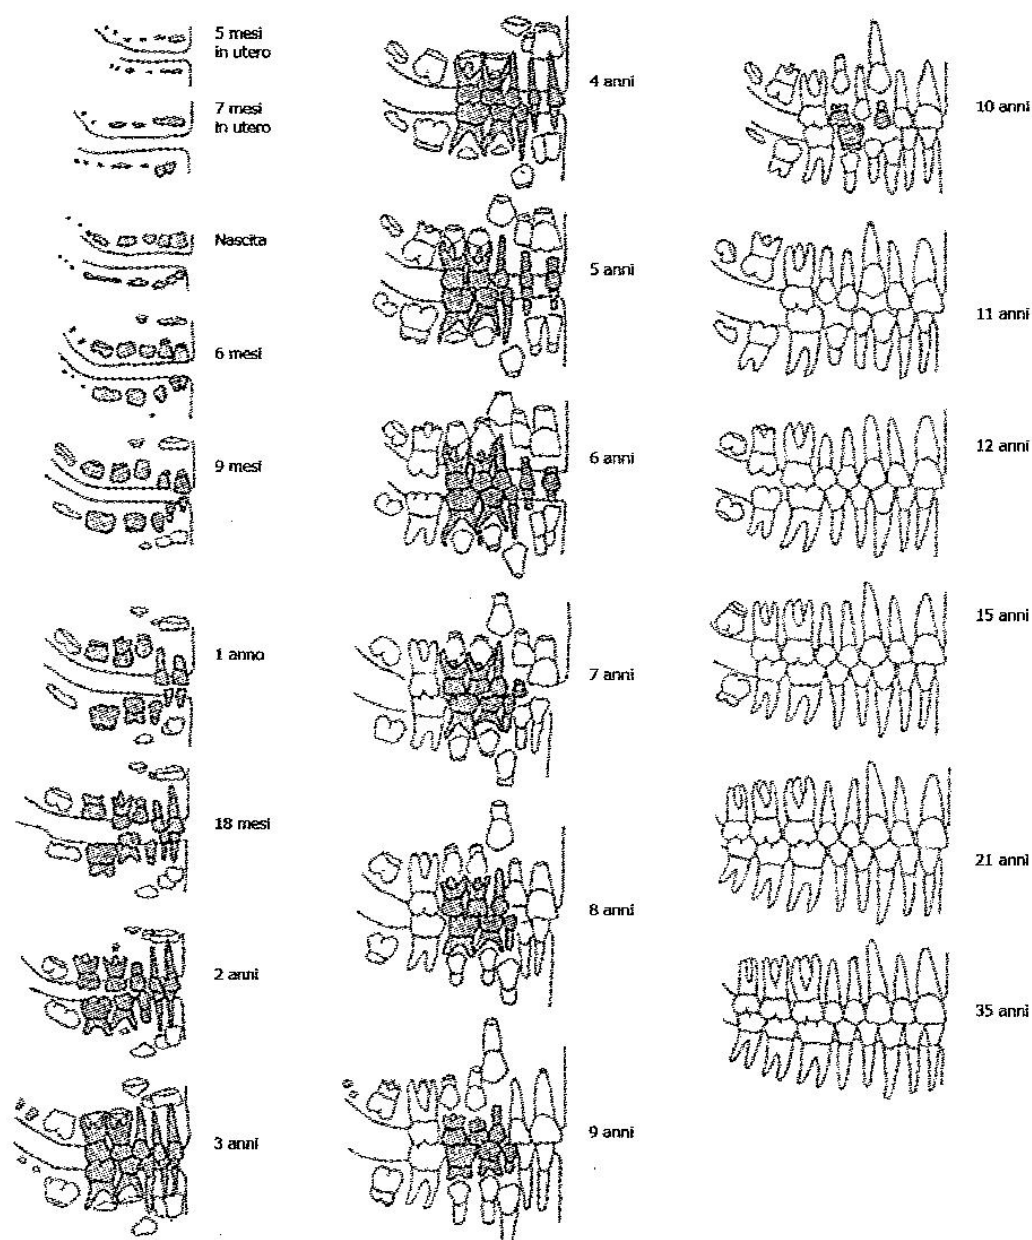 5 mesi
in utero
7 mesi
in utero
Nascita
6 mesi
9 mesi
1 anno
18 mesi
2 anni
3 anni
4 anni
5 anni
6 anni
7 anni
8 anni
9 anni
10 anni
11 anni
12 anni
15 anni
21 anni
35 anni